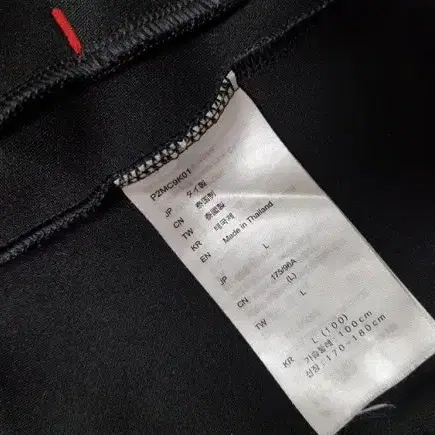 P2MC9K01
JP タイ製
CN 泰国制
TW 泰國製
KR 태국제
EN Made in Thailand
JP L
CN 175/96A
(L)
TW L
L (100)
가슴둘레 : 100cm
KR 신장 : 170-180cm